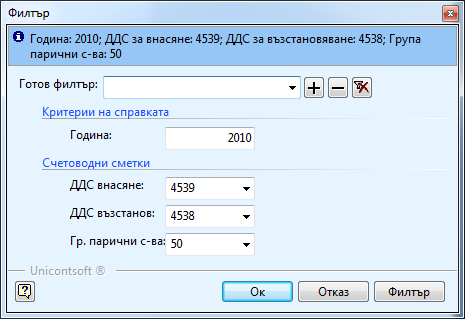 Филтър
Година: 2010; ДДС за внасяне: 4539; ДДС за възстановяване: 4538; Група
парични с-ва: 50
Готов филтър:
Критерии на справката
Година: 2010
Счетоводни сметки
ДДС внасяне: 4539
ДДС възстанов: 4538
Гр. парични с-ва: 50
Unicontsoft ®
Ок Отказ Филтър